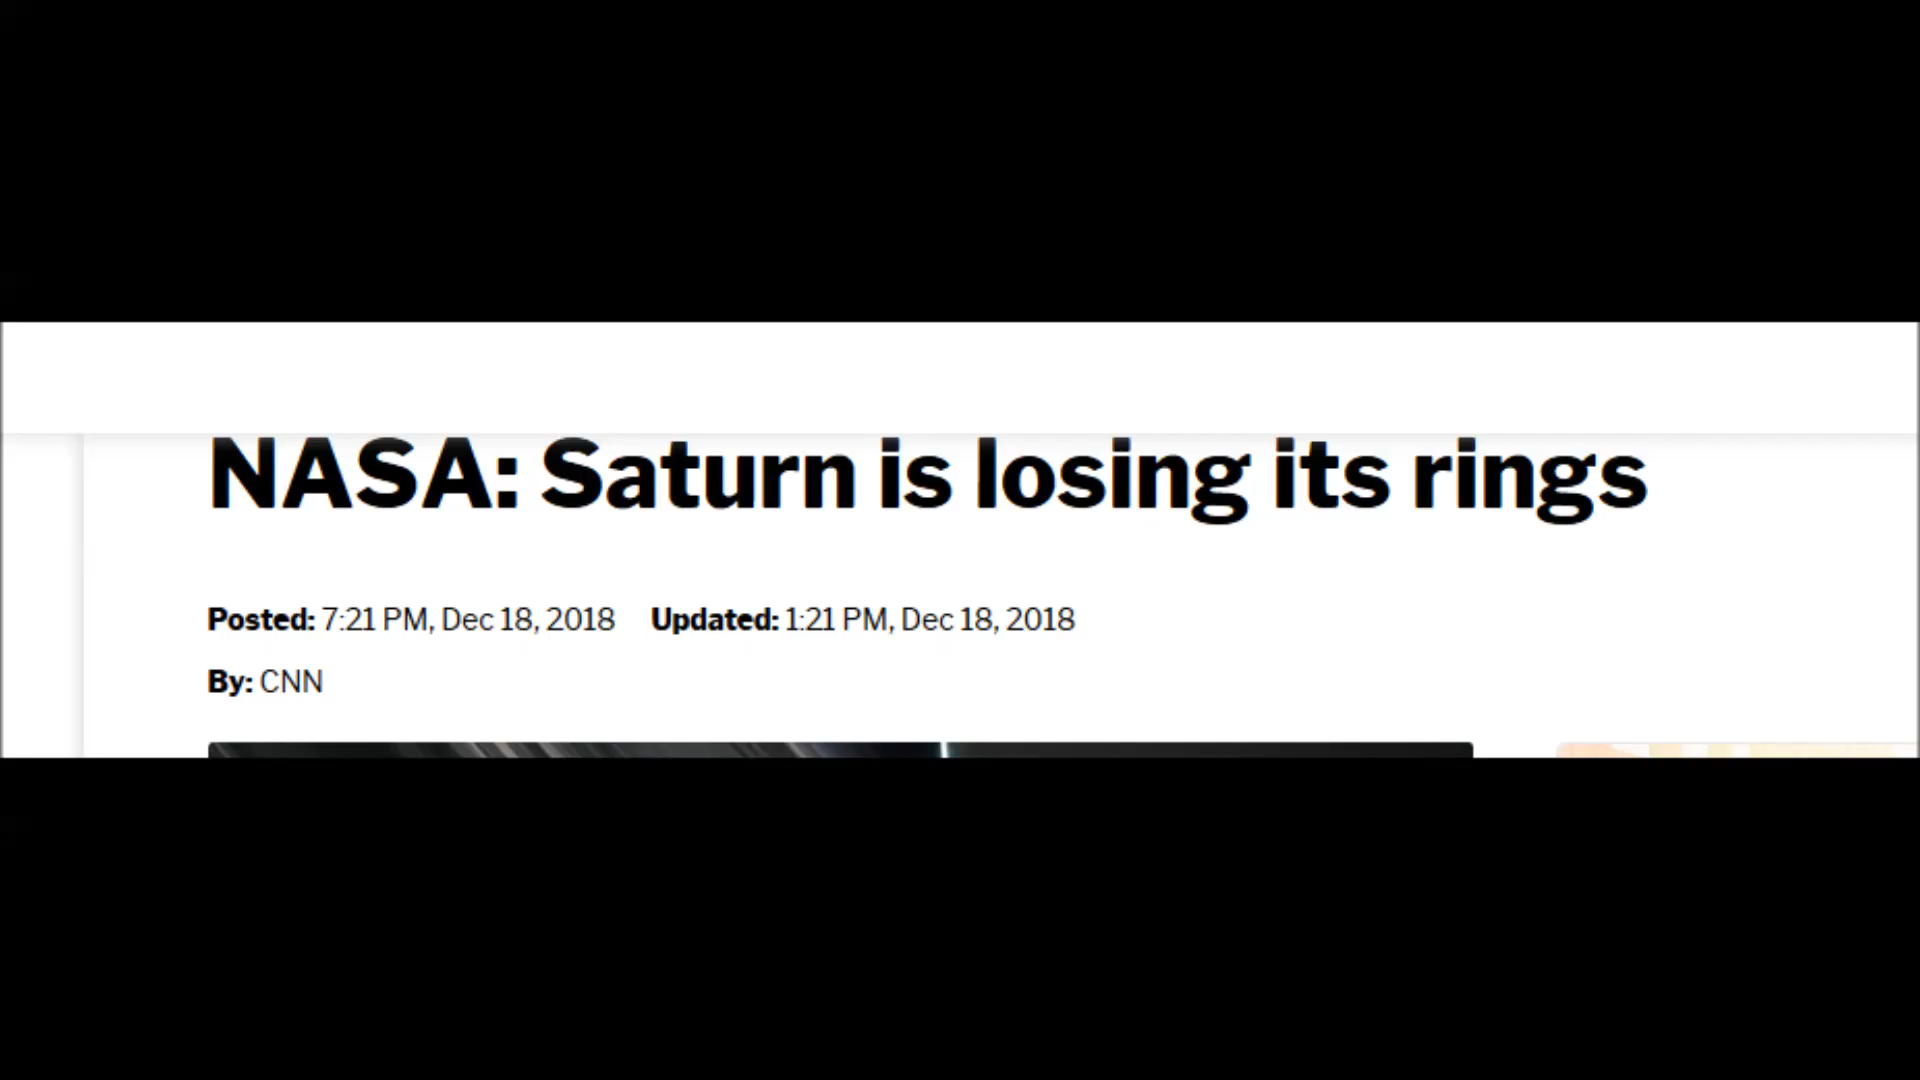 NASA: Saturn is losing its rings
Posted: 7:21 PM, Dec 18, 2018 Updated: 1:21 PM, Dec 18, 2018
By: CNN